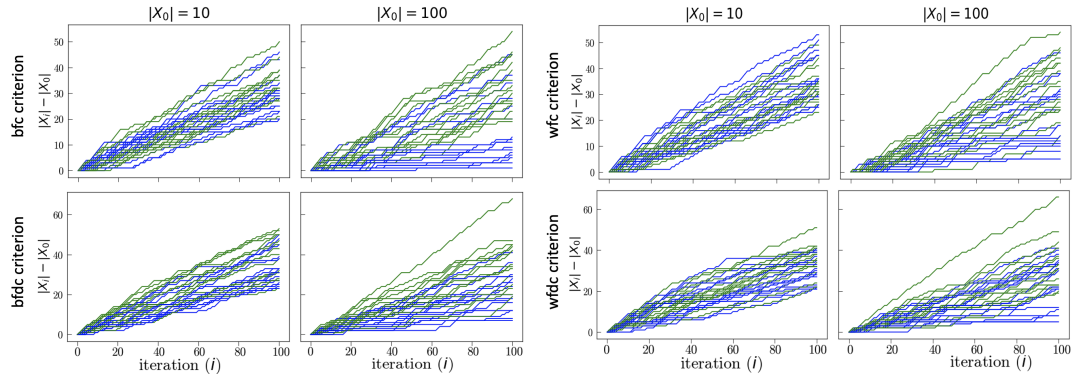 |X₀| = 10
|X₀| = 100
bfc criterion
|Xᵢ| − |X₀|
50
40
30
20
10
0
bfdc criterion
|Xᵢ| − |X₀|
60
40
20
0
0 20 40 60 80 100
iteration (i)
0 20 40 60 80 100
iteration (i)
|X₀| = 10
|X₀| = 100
wfc criterion
|Xᵢ| − |X₀|
50
40
30
20
10
0
wfdc criterion
|Xᵢ| − |X₀|
60
40
20
0
0 20 40 60 80 100
iteration (i)
0 20 40 60 80 100
iteration (i)